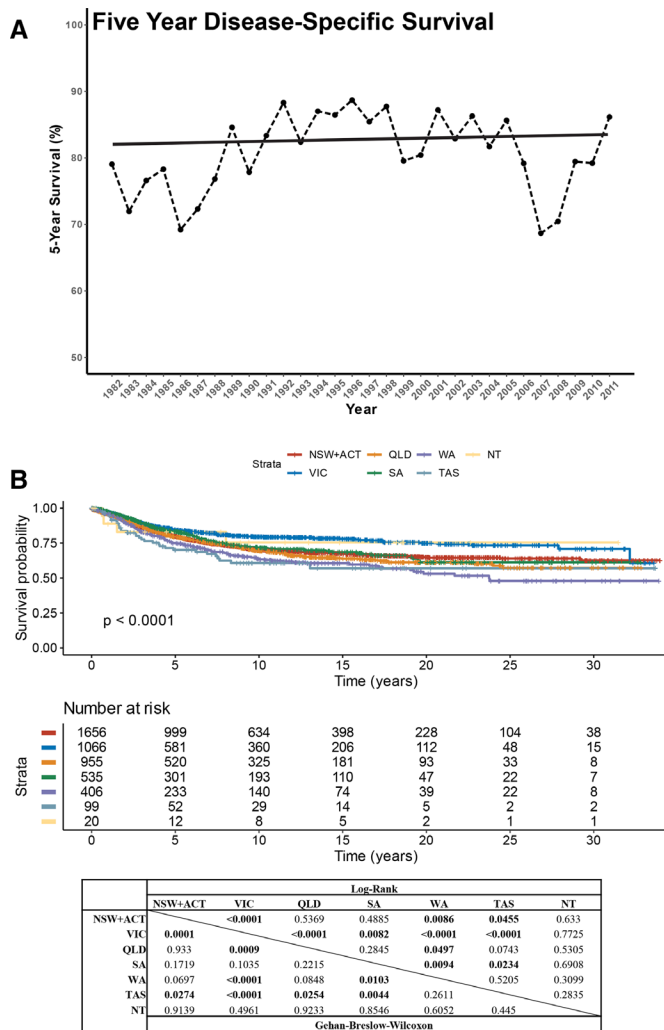 A
Five Year Disease-Specific Survival
100
90
80
70
60
50
5-Year Survival (%)
1982 1983 1984 1985 1986 1987 1988 1989 1990 1991 1992 1993 1994 1995 1996 1997 1998 1999 2000 2001 2002 2003 2004 2005 2006 2007 2008 2009 2010 2011
Year
B
Strata NSW+ACT QLD WA NT
VIC SA TAS
1.00
0.75
0.50
0.25
0.00
Survival probability
p < 0.0001
0 5 10 15 20 25 30
Time (years)
Number at risk
Strata
1656 999 634 398 228 104 38
1066 581 360 206 112 48 15
955 520 325 181 93 33 8
535 301 193 110 47 22 7
406 233 140 74 39 22 8
99 52 29 14 5 2 2
20 12 8 5 2 1 1
0 5 10 15 20 25 30
Time (years)
Log-Rank
NSW+ACT VIC QLD SA WA TAS NT
NSW+ACT <0.0001 0.5369 0.4885 0.0086 0.0455 0.633
VIC 0.0001 <0.0001 0.0082 <0.0001 <0.0001 0.7725
QLD 0.933 0.0009 0.2845 0.0497 0.0743 0.5305
SA 0.1719 0.1035 0.2215 0.0094 0.0234 0.6908
WA 0.0697 <0.0001 0.0848 0.0103 0.5205 0.3099
TAS 0.0274 <0.0001 0.0254 0.0044 0.2611 0.2835
NT 0.9139 0.4961 0.9233 0.8546 0.6052 0.445
Gehan-Breslow-Wilcoxon